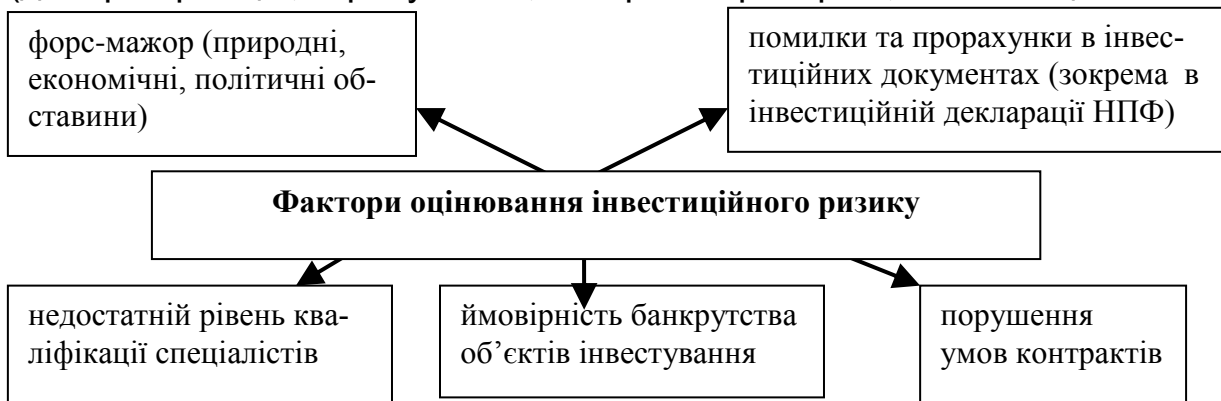 форс-мажор (природні,
економічні, політичні об-
ставини)
помилки та прорахунки в інвес-
тиційних документах (зокрема в
інвестиційній декларації НПФ)
Фактори оцінювання інвестиційного ризику
недостатній рівень ква-
ліфікації спеціалістів
ймовірність банкрутства
об’єктів інвестування
порушення
умов контрактів